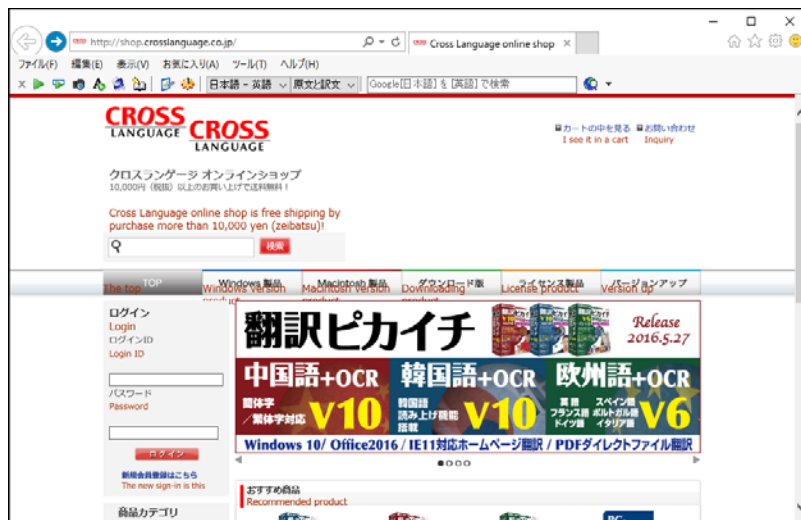 http://shop.crosslanguage.co.jp/
Cross Language online shop
ファイル(F) 編集(E) 表示(V) お気に入り(A) ツール(T) ヘルプ(H)
日本語 - 英語 原文と訳文 Google[日本語] を [英語] で検索
CROSS LANGUAGE
CROSS LANGUAGE
カートの中を見る お問い合わせ
I see it in a cart Inquiry
クロスランゲージ オンラインショップ
10,000円（税抜）以上のお買い上げで送料無料！
Cross Language online shop is free shipping by
purchase more than 10,000 yen (zeibatsu)!
検索
TOP Windows 製品 Macintosh 製品 ダウンロード版 ライセンス製品 バージョンアップ
The top Windows version Macintosh version Downloading License product Version up
product product product
ログイン
Login
ログインID
Login ID
パスワード
Password
ログイン
新規会員登録はこちら
The new sign-in is this
商品カテゴリ
翻訳ピカイチ
Release
2016.5.27
中国語+OCR
簡体字
／繁体字対応
V10
韓国語+OCR
韓国語
読み上げ機能
搭載
V10
欧州語+OCR
英語 スペイン語
フランス語 ポルトガル語
ドイツ語 イタリア語
V6
Windows 10/ Office2016 / IE11対応ホームページ翻訳 / PDFダイレクトファイル翻訳
おすすめ商品
Recommended product